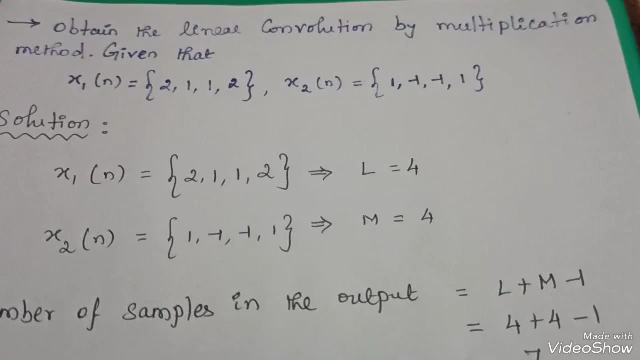 → Obtain the linear Convolution by multiplication
method. Given that
x₁(n) = {2, 1, 1, 2}, x₂(n) = {1, -1, -1, 1}
Solution :
x₁(n) = {2, 1, 1, 2} ⇒ L = 4
x₂(n) = {1, -1, -1, 1} ⇒ M = 4
mber of samples in the output = L + M - 1
= 4 + 4 - 1
7
Made with
VideoShow